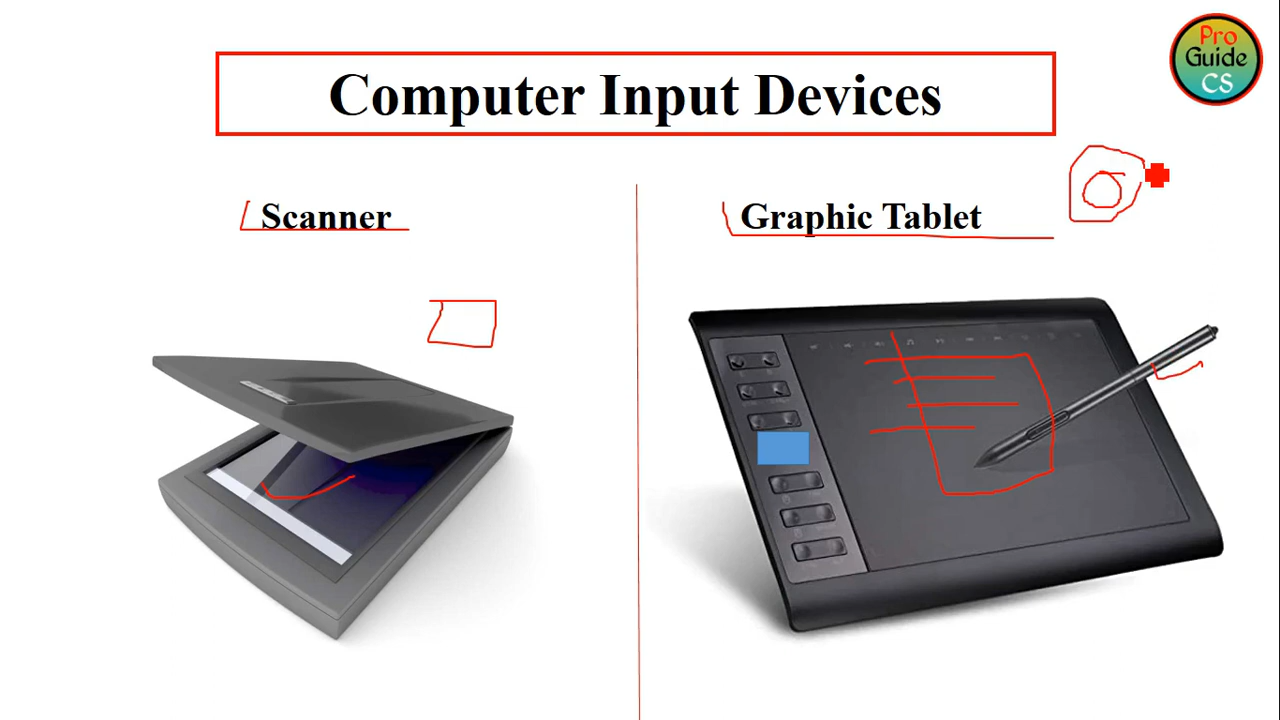 Computer Input Devices
Pro
Guide
CS
Scanner
Graphic Tablet